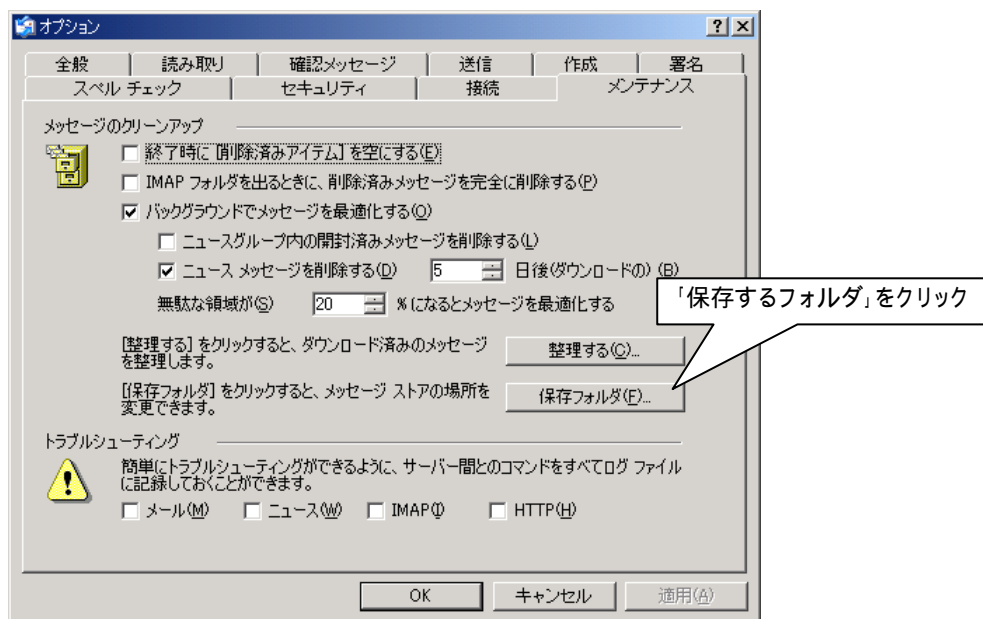 オプション
全般 読み取り 確認メッセージ 送信 作成 署名
スペル チェック セキュリティ 接続 メンテナンス
メッセージのクリーンアップ
終了時に [削除済みアイテム] を空にする(E)
IMAP フォルダを出るときに、削除済みメッセージを完全に削除する(P)
バックグラウンドでメッセージを最適化する(O)
ニュースグループ内の開封済みメッセージを削除する(L)
ニュース メッセージを削除する(D) 5 日後(ダウンロードの) (B)
無駄な領域が(S) 20 % になるとメッセージを最適化する
「保存するフォルダ」をクリック
[整理する] をクリックすると、ダウンロード済みのメッセージ
を整理します。
整理する(C)...
[保存フォルダ] をクリックすると、メッセージ ストアの場所を
変更できます。
保存フォルダ(F)...
トラブルシューティング
簡単にトラブルシューティングができるように、サーバー間とのコマンドをすべてログ ファイル
に記録しておくことができます。
メール(M) ニュース(W) IMAP(I) HTTP(H)
OK キャンセル 適用(A)